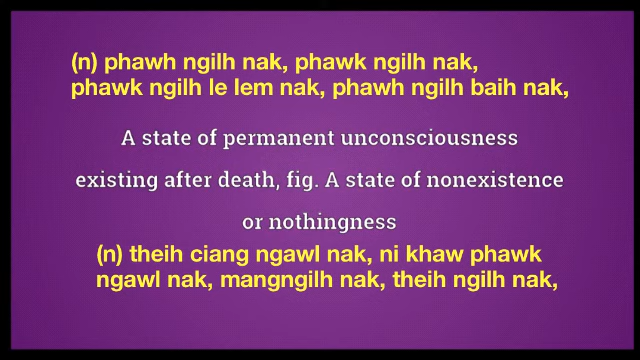 (n) phawh ngilh nak, phawk ngilh nak,
phawk ngilh le lem nak, phawh ngilh baih nak,
A state of permanent unconsciousness
existing after death, fig. A state of nonexistence
or nothingness
(n) theih ciang ngawl nak, ni khaw phawk
ngawl nak, mangngilh nak, theih ngilh nak,